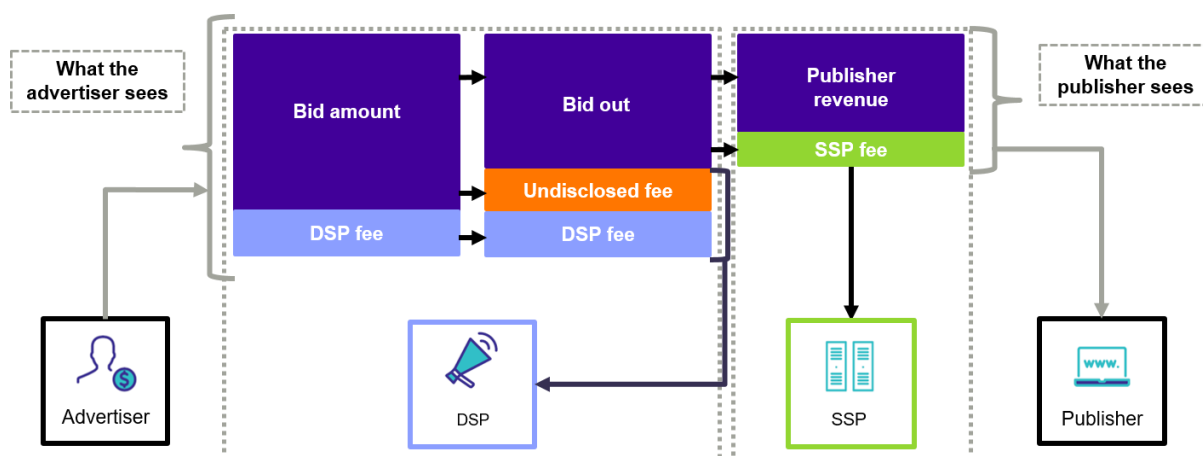 What the
advertiser sees
Bid amount
DSP fee
Bid out
Undisclosed fee
DSP fee
Publisher
revenue
SSP fee
What the
publisher sees
$
Advertiser
DSP
SSP
www.
Publisher